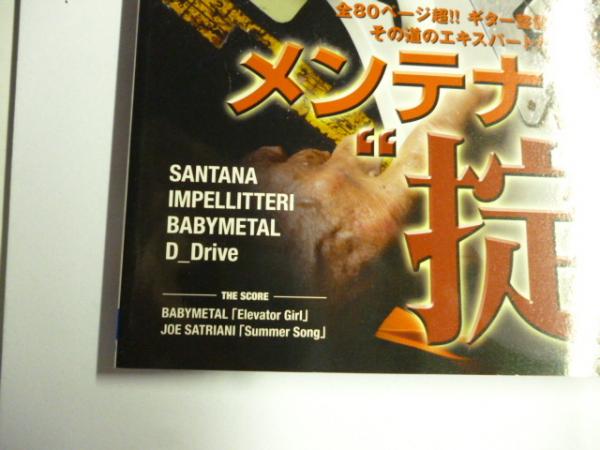 全80ページ超!! ギター
その道のエキスパート
メンテナ
“掟
SANTANA
IMPELLITTERI
BABYMETAL
D_Drive
THE SCORE
BABYMETAL「Elevator Girl」
JOE SATRIANI「Summer Song」